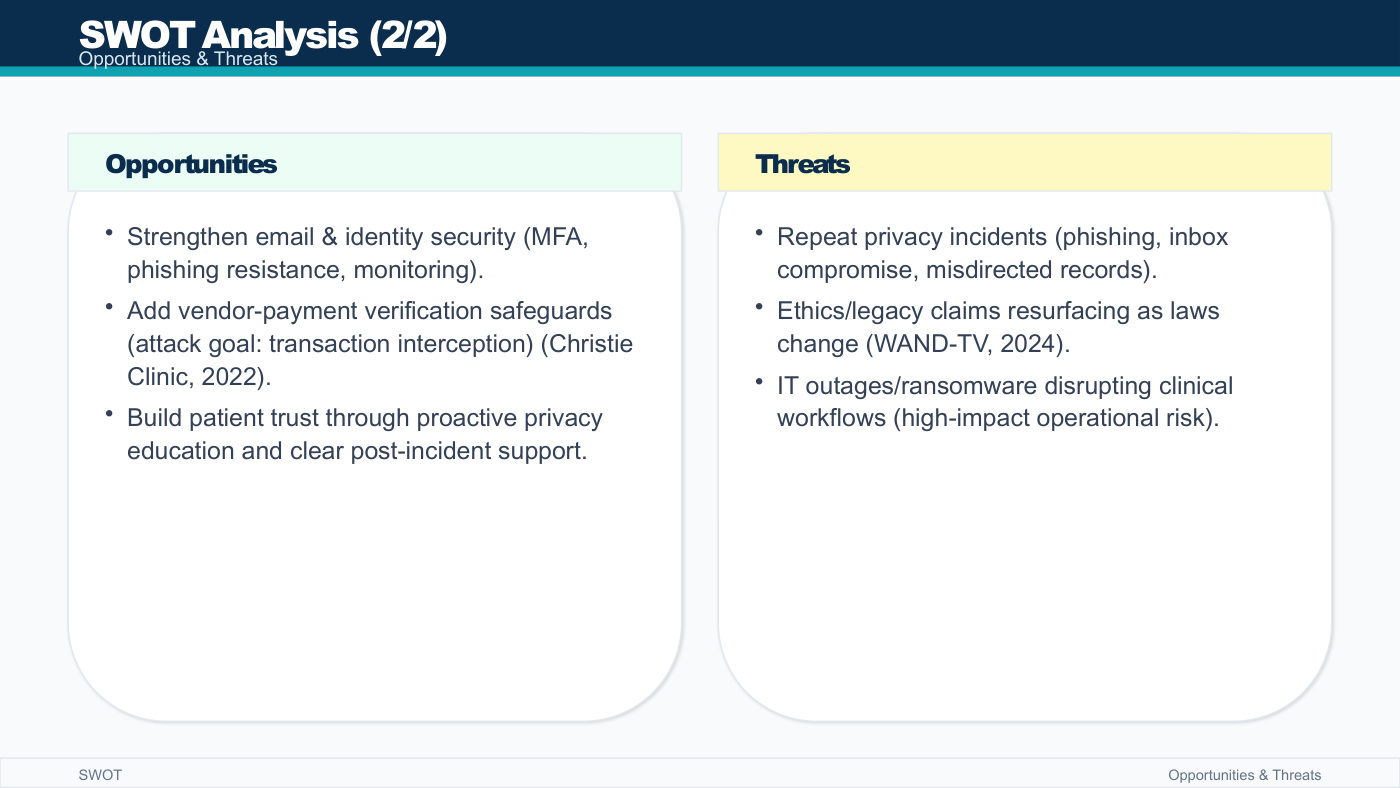 SWOT Analysis (2/2)
Opportunities & Threats
Opportunities
• Strengthen email & identity security (MFA,
phishing resistance, monitoring).
• Add vendor-payment verification safeguards
(attack goal: transaction interception) (Christie
Clinic, 2022).
• Build patient trust through proactive privacy
education and clear post-incident support.
Threats
• Repeat privacy incidents (phishing, inbox
compromise, misdirected records).
• Ethics/legacy claims resurfacing as laws
change (WAND-TV, 2024).
• IT outages/ransomware disrupting clinical
workflows (high-impact operational risk).
SWOT
Opportunities & Threats